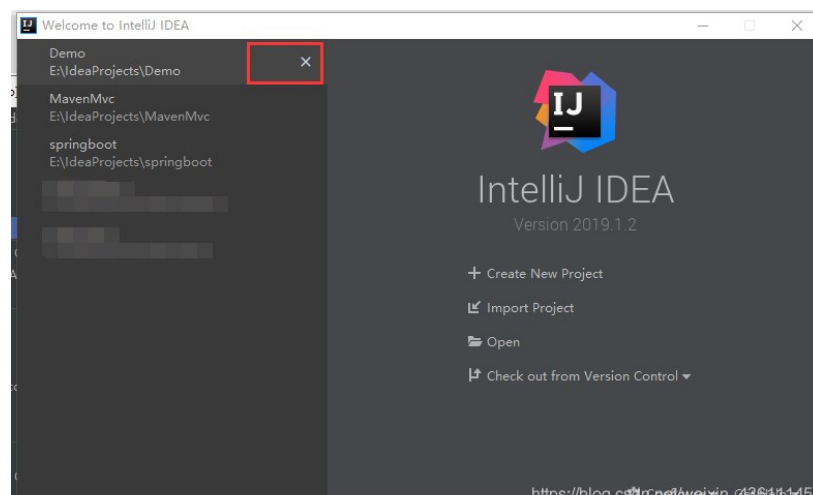 Welcome to IntelliJ IDEA
Demo
E:\IdeaProjects\Demo
MavenMvc
E:\IdeaProjects\MavenMvc
springboot
E:\IdeaProjects\springboot
IJ
IntelliJ IDEA
Version 2019.1.2
Create New Project
Import Project
Open
Check out from Version Control